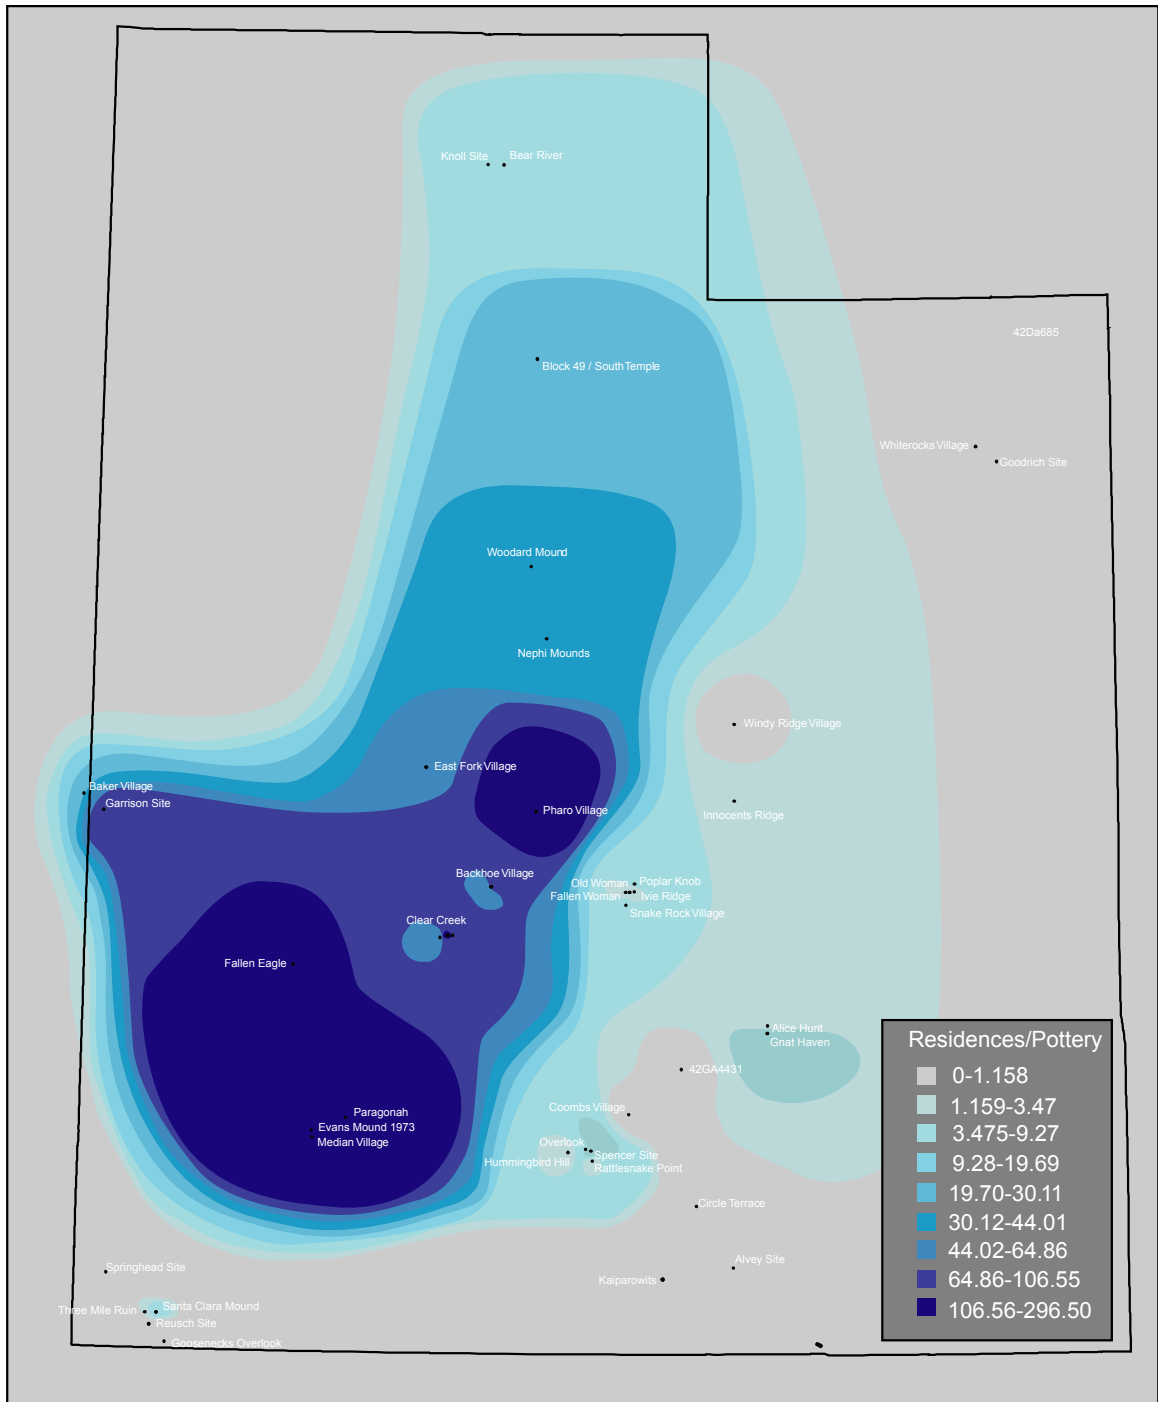 Knoll Site
Bear River
42Da685
Block 49 / South Temple
Whiterocks Village
Goodrich Site
Woodard Mound
Nephi Mounds
Windy Ridge Village
East Fork Village
Baker Village
Garrison Site
Pharo Village
Innocents Ridge
Backhoe Village
Old Woman
Poplar Knob
Fallen Woman
Ivie Ridge
Snake Rock Village
Clear Creek
Fallen Eagle
Alice Hunt
Gnat Haven
42GA4431
Coombs Village
Paragonah
Evans Mound 1973
Median Village
Overlook
Spencer Site
Hummingbird Hill
Rattlesnake Point
Circle Terrace
Alvey Site
Kaiparowits
Springhead Site
Three Mile Ruin
Santa Clara Mound
Reusch Site
Goosenecks Overlook
Residences/Pottery
0-1.158
1.159-3.47
3.475-9.27
9.28-19.69
19.70-30.11
30.12-44.01
44.02-64.86
64.86-106.55
106.56-296.50